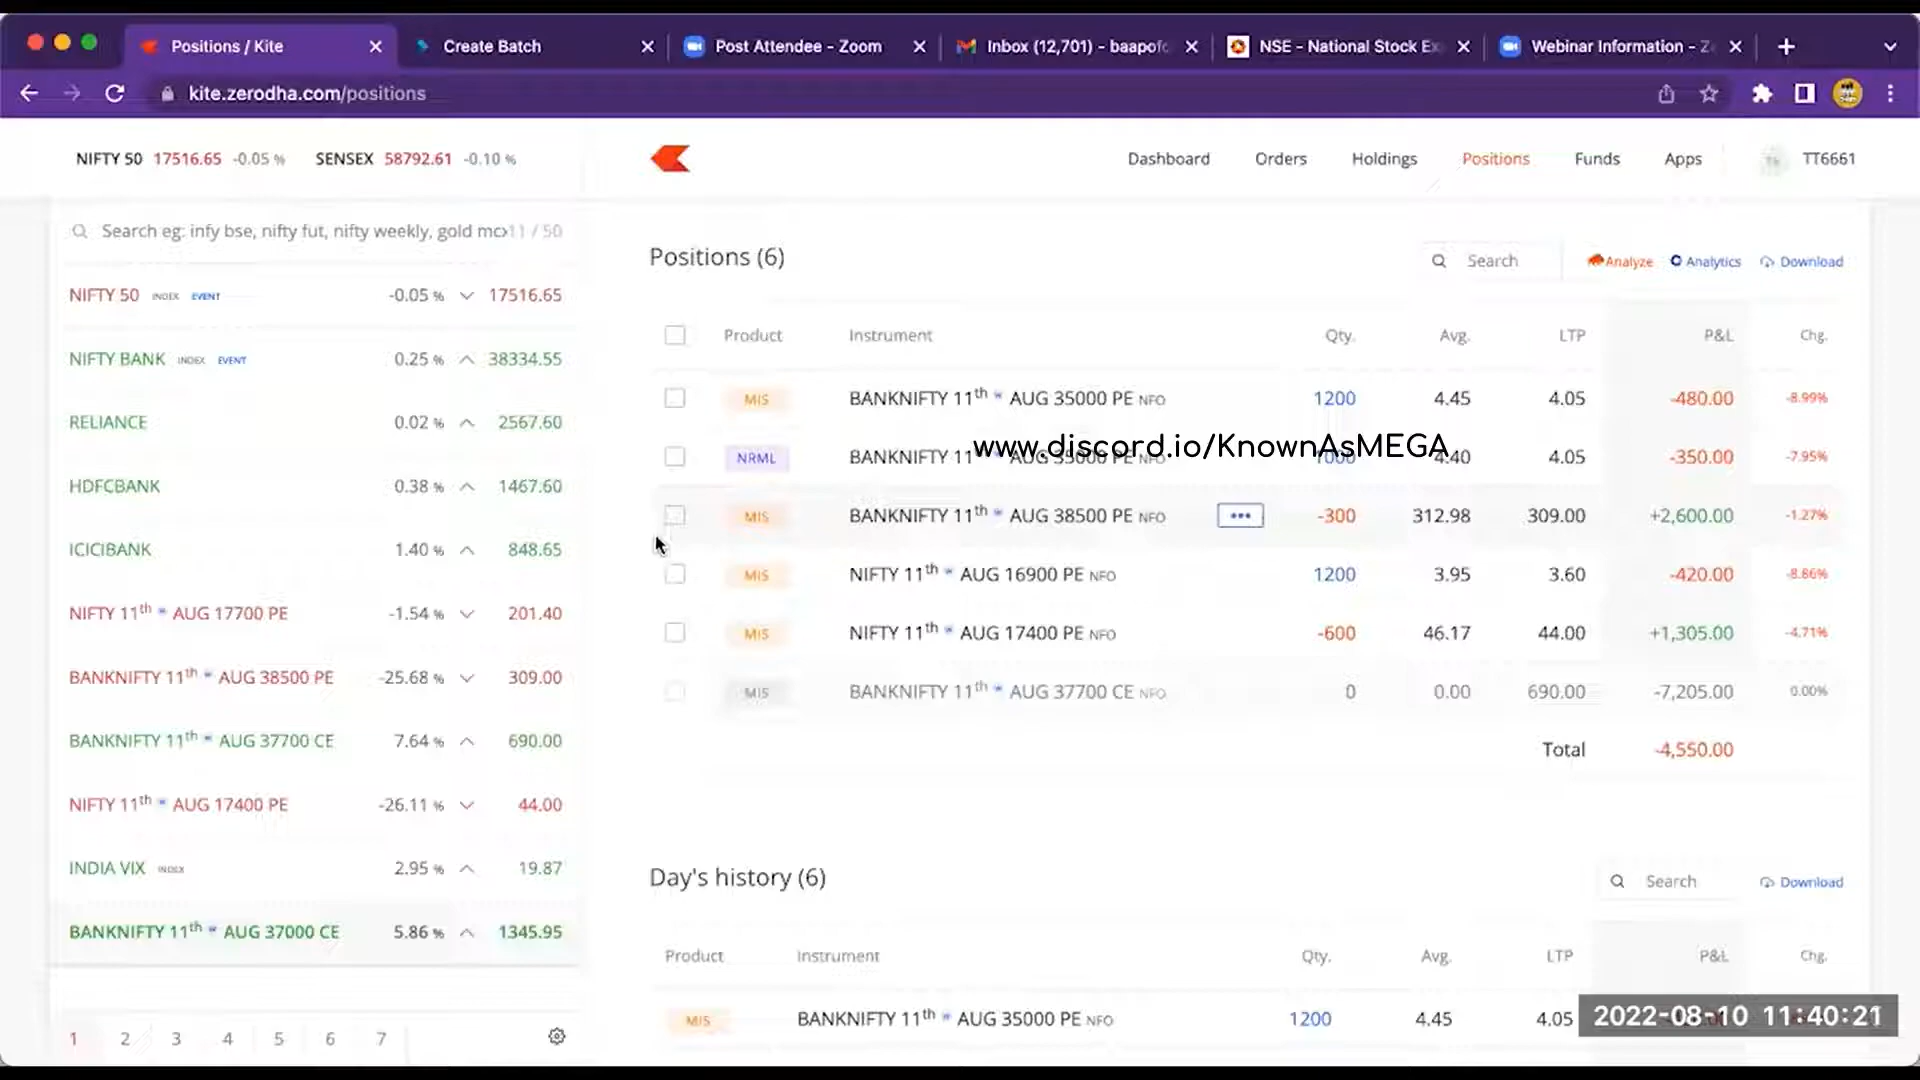 Positions / Kite
Create Batch
Post Attendee - Zoom
Inbox (12,701) - baapofc
NSE - National Stock Ex
Webinar Information - Z
kite.zerodha.com/positions
NIFTY 50 17516.65 -0.05 % SENSEX 58792.61 -0.10 %
Dashboard Orders Holdings Positions Funds Apps TT6661
Search eg: infy bse, nifty fut, nifty weekly, gold mcx 11 / 50
NIFTY 50 INDEX EVENT -0.05 % 17516.65
NIFTY BANK INDEX EVENT 0.25 % 38334.55
RELIANCE 0.02 % 2567.60
HDFCBANK 0.38 % 1467.60
ICICIBANK 1.40 % 848.65
NIFTY 11th w AUG 17700 PE -1.54 % 201.40
BANKNIFTY 11th w AUG 38500 PE -25.68 % 309.00
BANKNIFTY 11th w AUG 37700 CE 7.64 % 690.00
NIFTY 11th w AUG 17400 PE -26.11 % 44.00
INDIA VIX INDEX 2.95 % 19.87
BANKNIFTY 11th w AUG 37000 CE 5.86 % 1345.95
1 2 3 4 5 6 7
Positions (6) Search Analyze Analytics Download
Product Instrument Qty. Avg. LTP P&L Chg.
MIS BANKNIFTY 11th w AUG 35000 PE NFO 1200 4.45 4.05 -480.00 -8.99%
www.discord.io/KnownAsMEGA
NRML BANKNIFTY 11th w AUG 35000 PE NFO 1000 4.40 4.05 -350.00 -7.95%
MIS BANKNIFTY 11th w AUG 38500 PE NFO ••• -300 312.98 309.00 +2,600.00 -1.27%
MIS NIFTY 11th w AUG 16900 PE NFO 1200 3.95 3.60 -420.00 -8.86%
MIS NIFTY 11th w AUG 17400 PE NFO -600 46.17 44.00 +1,305.00 -4.71%
MIS BANKNIFTY 11th w AUG 37700 CE NFO 0 0.00 690.00 -7,205.00 0.00%
Total -4,550.00
Day's history (6) Search Download
Product Instrument Qty. Avg. LTP P&L Chg.
MIS BANKNIFTY 11th w AUG 35000 PE NFO 1200 4.45 4.05
2022-08-10 11:40:21